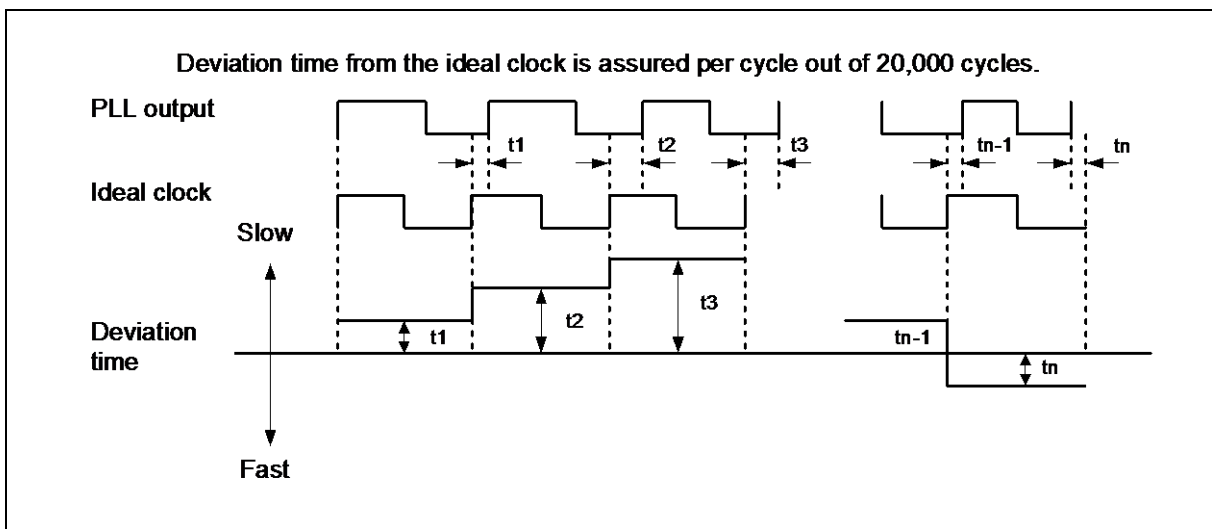 Deviation time from the ideal clock is assured per cycle out of 20,000 cycles.
PLL output
t1
t2
t3
tn-1
tn
Ideal clock
Slow
Deviation
time
t1
t2
t3
tn-1
tn
Fast